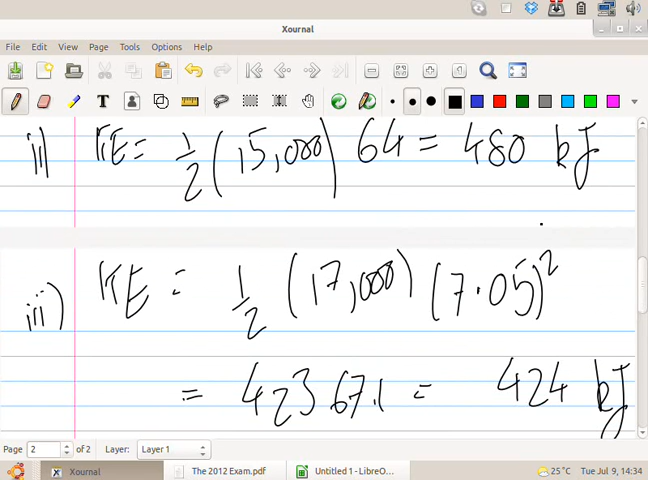 Xournal
File Edit View Page Tools Options Help
ii) KE = 1/2 (15,000) 64 = 480 kJ
iii) KE = 1/2 (17,000) (7.05)²
= 423 67.1 = 424 kJ
Page 2 of 2 Layer: Layer 1
Xournal The 2012 Exam.pdf Untitled 1 - LibreO... 25 °C Tue Jul 9, 14:34